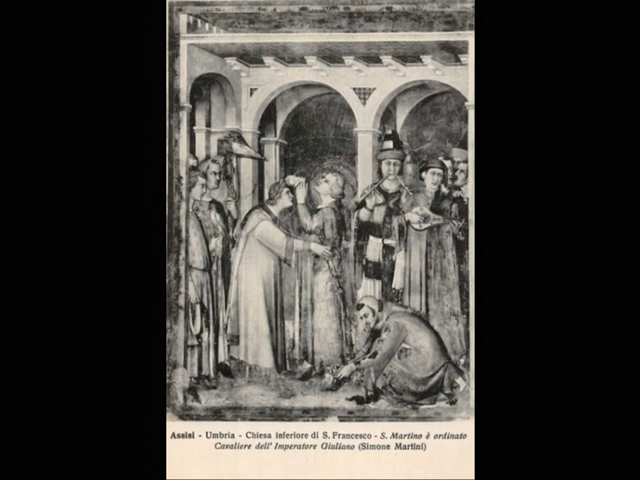 Assisi - Umbria - Chiesa inferiore di S. Francesco - S. Martino è ordinato
Cavaliere dell' Imperatore Giuliano (Simone Martini)